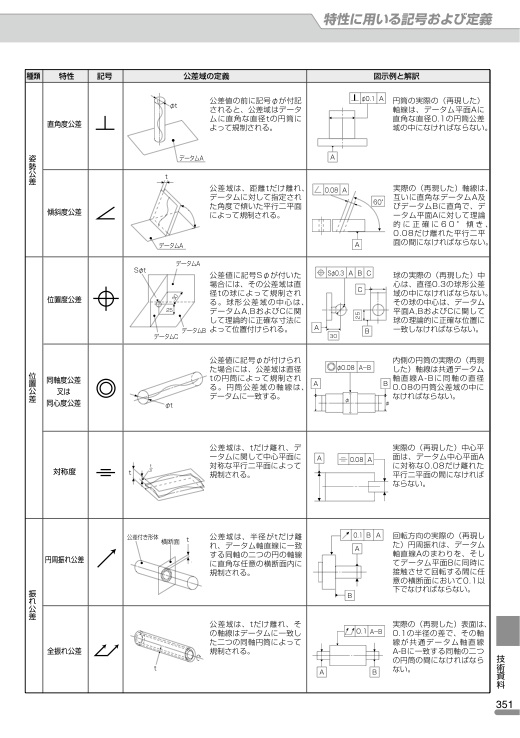 特性に用いる記号および定義
種類 特性 記号 公差域の定義 図示例と解釈
姿勢公差
直角度公差
φt
データムA
公差値の前に記号φが付記
されると、公差域はデータ
ムに直角な直径tの円筒に
よって規制される。
φ0.1 A
A
円筒の実際の（再現した）
軸線は、データム平面Aに
直角な直径0.1の円筒公差
域の中になければならない。
傾斜度公差
t
データムA
公差域は、距離tだけ離れ、
データムに対して指定され
た角度で傾いた平行二平面
によって規制される。
0.08 A
60°
A
実際の（再現した）軸線は、
互いに直角なデータムA及
びデータムBに直角で、デ
ータム平面Aに対して理論
的に正確に60°傾き、
0.08だけ離れた平行二平
面の間になければならない。
位置公差
位置度公差
Sφt
データムA
30
25
データムB
データムC
公差値に記号Sφが付いた
場合には、その公差域は直
径tの球によって規制され
る。球形公差域の中心は、
データムA,BおよびCに関
して理論的に正確な寸法に
よって位置付けられる。
Sφ0.3 A B C
C
25
A
30
B
球の実際の（再現した）中
心は、直径0.3の球形公差
域の中になければならない。
その球の中心は、データム
平面A,BおよびCに関して
球の理論的に正確な位置に
一致しなければならない。
同軸度公差
又は
同心度公差
φt
公差値に記号φが付けられ
た場合には、公差域は直径
tの円筒によって規制され
る。円筒公差域の軸線は、
データムに一致する。
φ0.08 A-B
A
B
φ
φ
内側の円筒の実際の（再現
した）軸線は共通データム
軸直線A-Bに同軸の直径
0.08の円筒公差域の中に
なければならない。
対称度
t
公差域は、tだけ離れ、デ
ータムに関して中心平面に
対称な平行二平面によって
規制される。
A
0.08 A
実際の（再現した）中心平
面は、データム中心平面A
に対称な0.08だけ離れた
平行二平面の間になければ
ならない。
振れ公差
円周振れ公差
公差付き形体
横断面
t
公差域は、半径がtだけ離
れ、データム軸直線に一致
する同軸の二つの円の軸線
に直角な任意の横断面内に
規制される。
0.1 B A
A
B
回転方向の実際の（再現し
た）円周振れは、データム
軸直線Aのまわりを、そし
てデータム平面Bに同時に
接触させて回転する間に任
意の横断面において0.1以
下でなければならない。
全振れ公差
t
公差域は、tだけ離れ、そ
の軸線はデータムに一致し
た二つの同軸円筒によって
規制される。
0.1 A-B
A
B
実際の（再現した）表面は、
0.1の半径の差で、その軸
線が共通データム軸直線
A-Bに一致する同軸の二つ
の円筒の間になければなら
ない。
技術資料
351